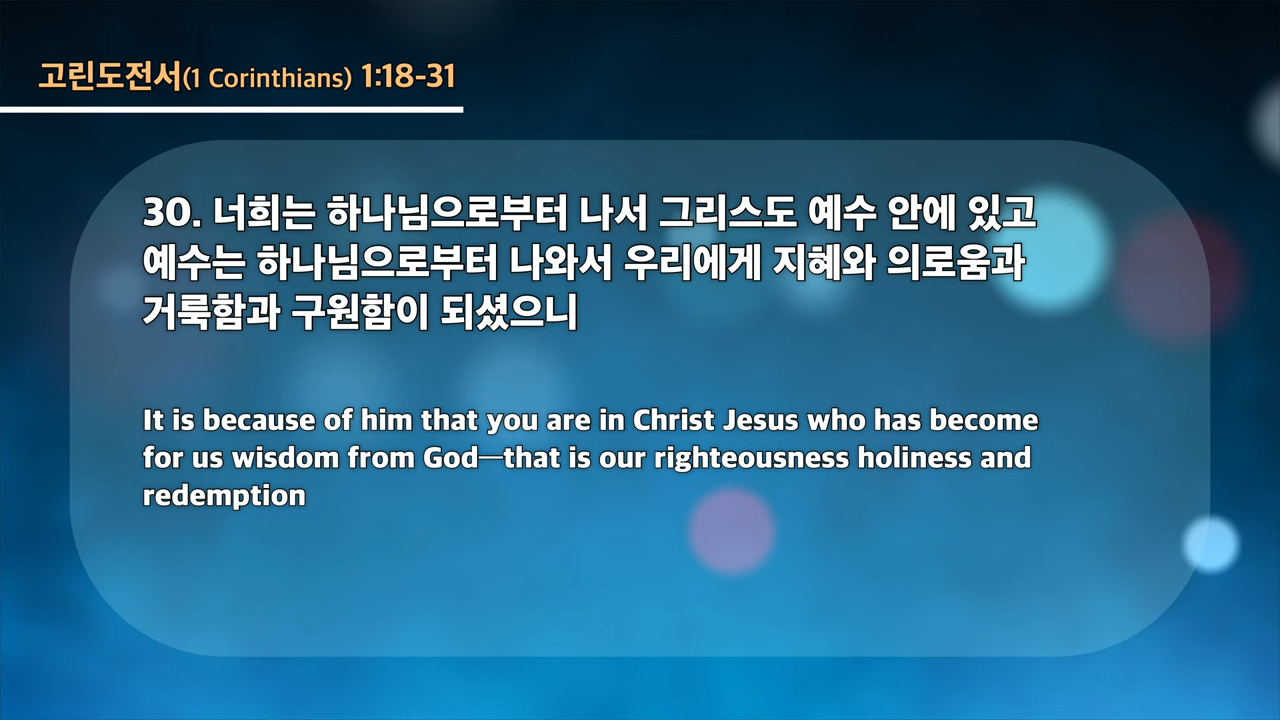 고린도전서(1 Corinthians) 1:18-31
30. 너희는 하나님으로부터 나서 그리스도 예수 안에 있고
예수는 하나님으로부터 나와서 우리에게 지혜와 의로움과
거룩함과 구원함이 되셨으니
It is because of him that you are in Christ Jesus who has become
for us wisdom from God—that is our righteousness holiness and
redemption